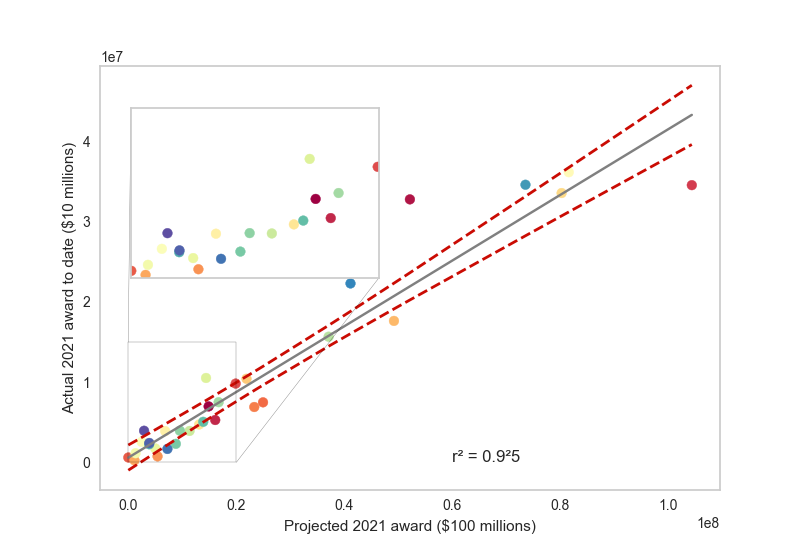 1e7
4
3
2
1
0
Actual 2021 award to date ($10 millions)
r² = 0.9²5
0.0 0.2 0.4 0.6 0.8 1.0
1e8
Projected 2021 award ($100 millions)